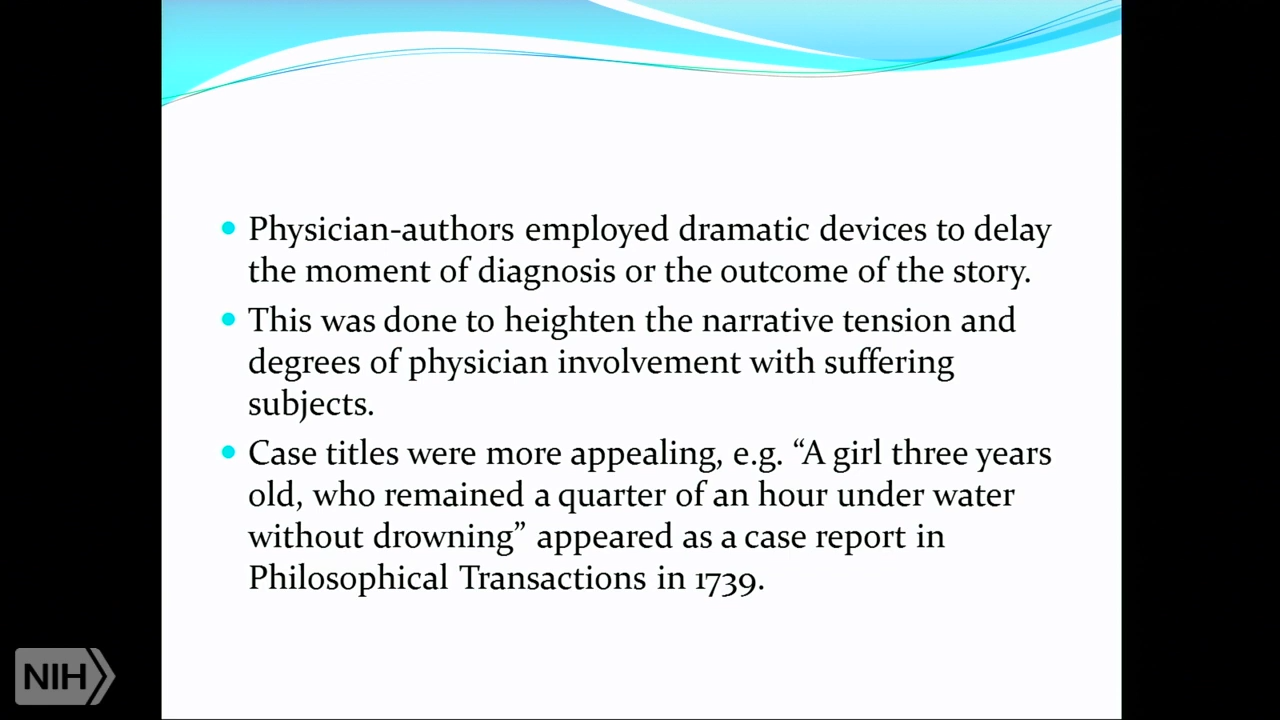 Physician-authors employed dramatic devices to delay
the moment of diagnosis or the outcome of the story.
This was done to heighten the narrative tension and
degrees of physician involvement with suffering
subjects.
Case titles were more appealing, e.g. “A girl three years
old, who remained a quarter of an hour under water
without drowning” appeared as a case report in
Philosophical Transactions in 1739.
NIH